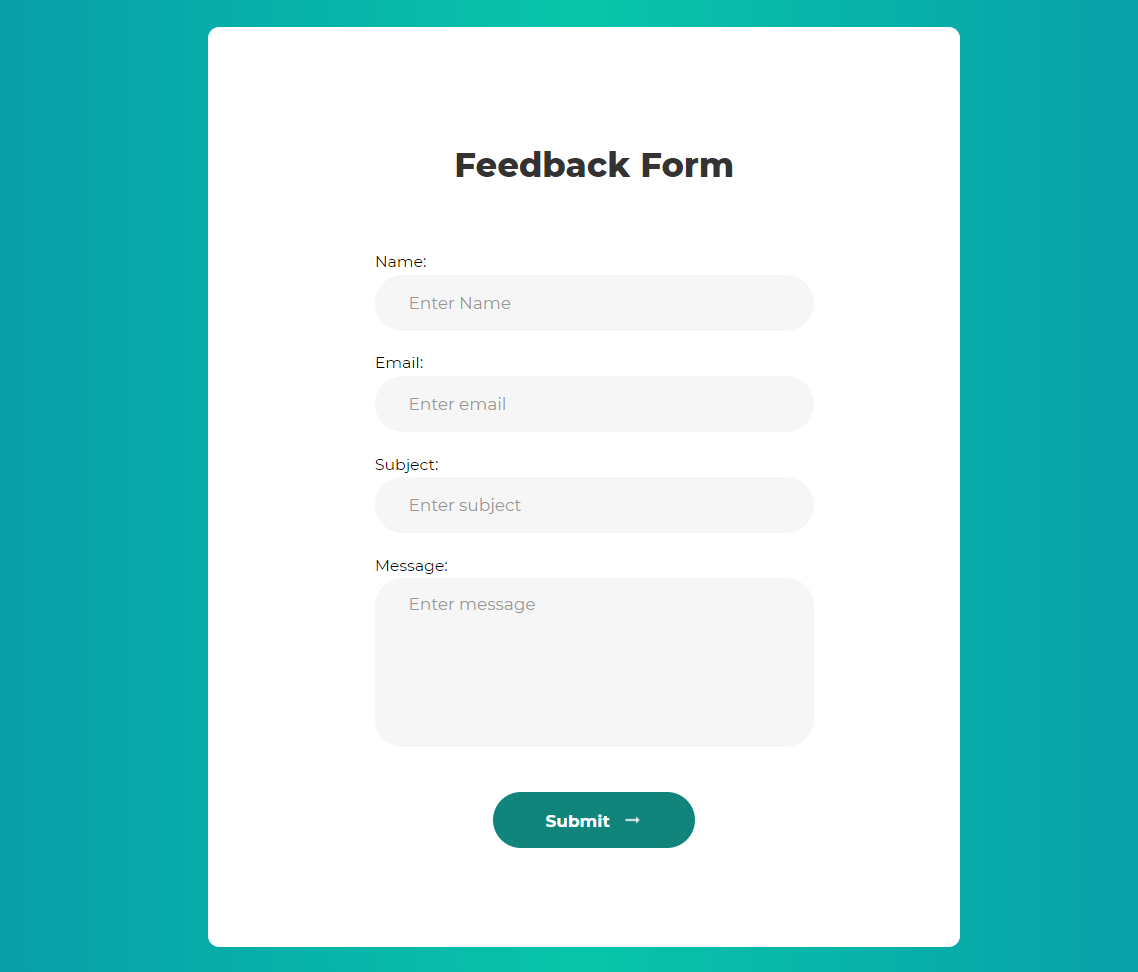 Feedback Form
Name:
Enter Name
Email:
Enter email
Subject:
Enter subject
Message:
Enter message
Submit →